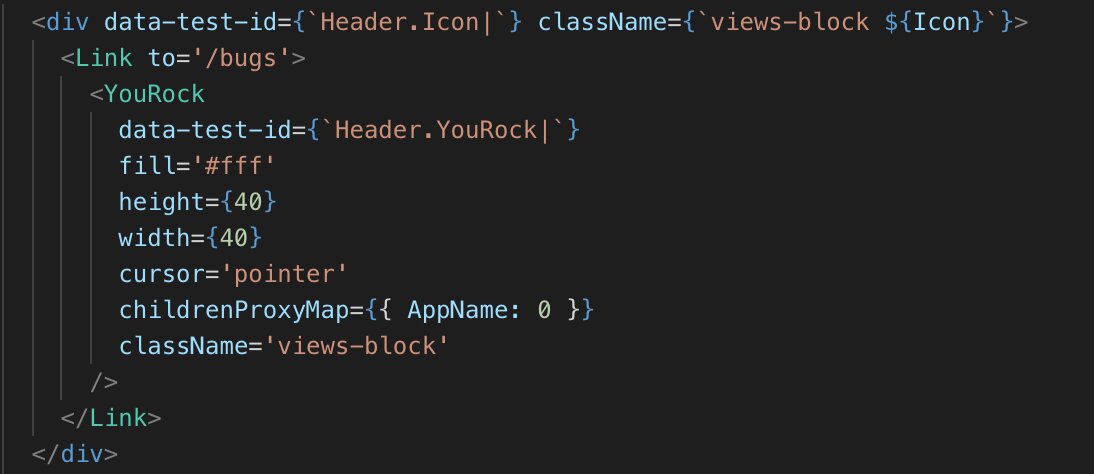 <div data-test-id={`Header.Icon|`} className={`views-block ${Icon}`}>
<Link to='/bugs'>
<YouRock
data-test-id={`Header.YouRock|`}
fill='#fff'
height={40}
width={40}
cursor='pointer'
childrenProxyMap={{ AppName: 0 }}
className='views-block'
/>
</Link>
</div>